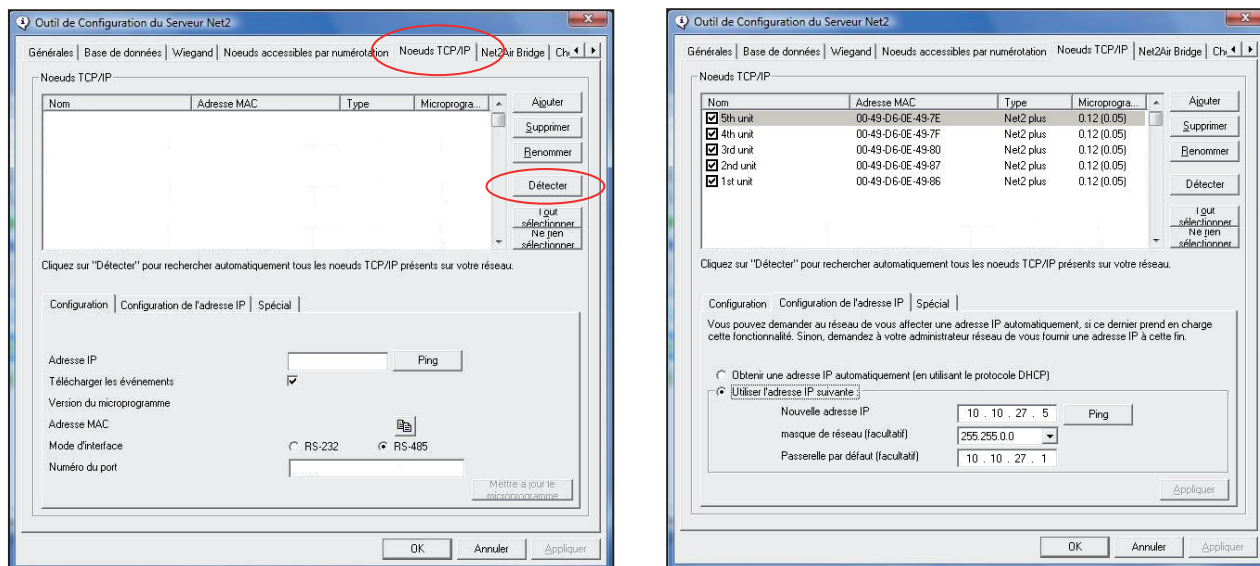 Outil de Configuration du Serveur Net2
Générales Base de données Wiegand Noeuds accessibles par numérotation Noeuds TCP/IP Net2Air Bridge
Noeuds TCP/IP
Nom Adresse MAC Type Microprogra...
Ajouter
Supprimer
Renommer
Détecter
Tout sélectionner
Ne rien sélectionner
Cliquez sur "Détecter" pour rechercher automatiquement tous les noeuds TCP/IP présents sur votre réseau.
Configuration Configuration de l'adresse IP Spécial
Adresse IP Ping
Télécharger les événements
Version du microprogramme
Adresse MAC
Mode d'interface RS-232 RS-485
Numéro du port
Mettre à jour le microprogramme
OK Annuler Appliquer
Outil de Configuration du Serveur Net2
Générales Base de données Wiegand Noeuds accessibles par numérotation Noeuds TCP/IP Net2Air Bridge
Noeuds TCP/IP
Nom Adresse MAC Type Microprogra...
5th unit 00-49-D6-0E-49-7E Net2 plus 0.12 (0.05)
4th unit 00-49-D6-0E-49-7F Net2 plus 0.12 (0.05)
3rd unit 00-49-D6-0E-49-80 Net2 plus 0.12 (0.05)
2nd unit 00-49-D6-0E-49-87 Net2 plus 0.12 (0.05)
1st unit 00-49-D6-0E-49-86 Net2 plus 0.12 (0.05)
Ajouter
Supprimer
Renommer
Détecter
Tout sélectionner
Ne rien sélectionner
Cliquez sur "Détecter" pour rechercher automatiquement tous les noeuds TCP/IP présents sur votre réseau.
Configuration Configuration de l'adresse IP Spécial
Vous pouvez demander au réseau de vous affecter une adresse IP automatiquement, si ce dernier prend en charge
cette fonctionnalité. Sinon, demandez à votre administrateur réseau de vous fournir une adresse IP à cette fin.
Obtenir une adresse IP automatiquement (en utilisant le protocole DHCP)
Utiliser l'adresse IP suivante :
Nouvelle adresse IP 10 . 10 . 27 . 5 Ping
masque de réseau (facultatif) 255.255.0.0
Passerelle par défaut (facultatif) 10 . 10 . 27 . 1
Appliquer
OK Annuler Appliquer